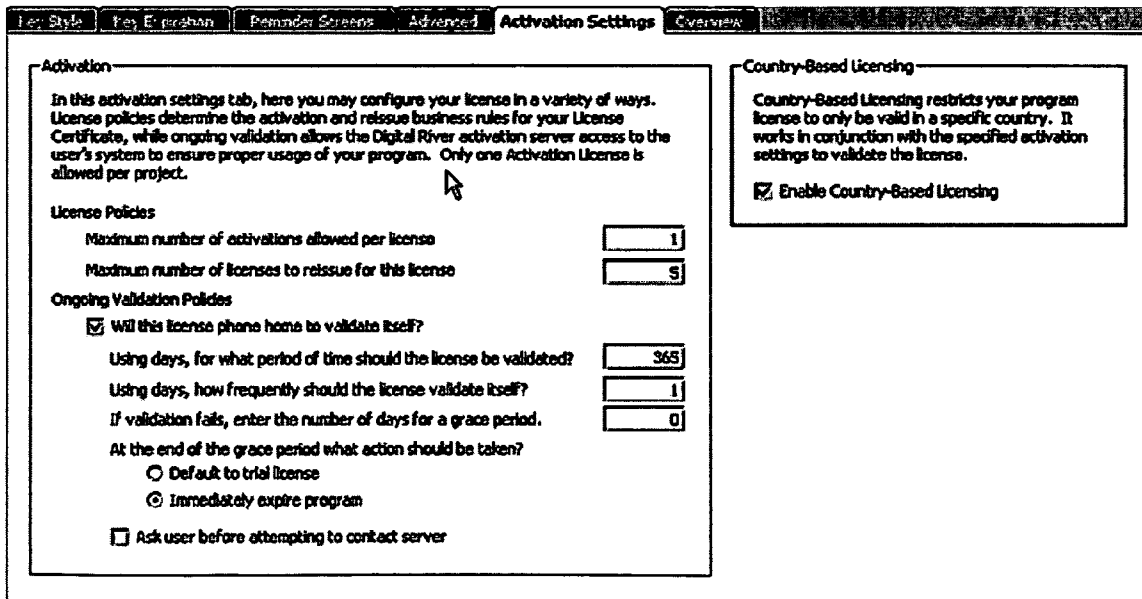 Key Style Key Expiration Reminder Screens Advanced Activation Settings Overview
Activation
In this activation settings tab, here you may configure your license in a variety of ways.
License policies determine the activation and reissue business rules for your License
Certificate, while ongoing validation allows the Digital River activation server access to the
user's system to ensure proper usage of your program. Only one Activation License is
allowed per project.
License Policies
Maximum number of activations allowed per license 1
Maximum number of licenses to reissue for this license 5
Ongoing Validation Policies
Will this license phone home to validate itself?
Using days, for what period of time should the license be validated? 365
Using days, how frequently should the license validate itself? 1
If validation fails, enter the number of days for a grace period. 0
At the end of the grace period what action should be taken?
Default to trial license
Immediately expire program
Ask user before attempting to contact server
Country-Based Licensing
Country-Based Licensing restricts your program
license to only be valid in a specific country. It
works in conjunction with the specified activation
settings to validate the license.
Enable Country-Based Licensing